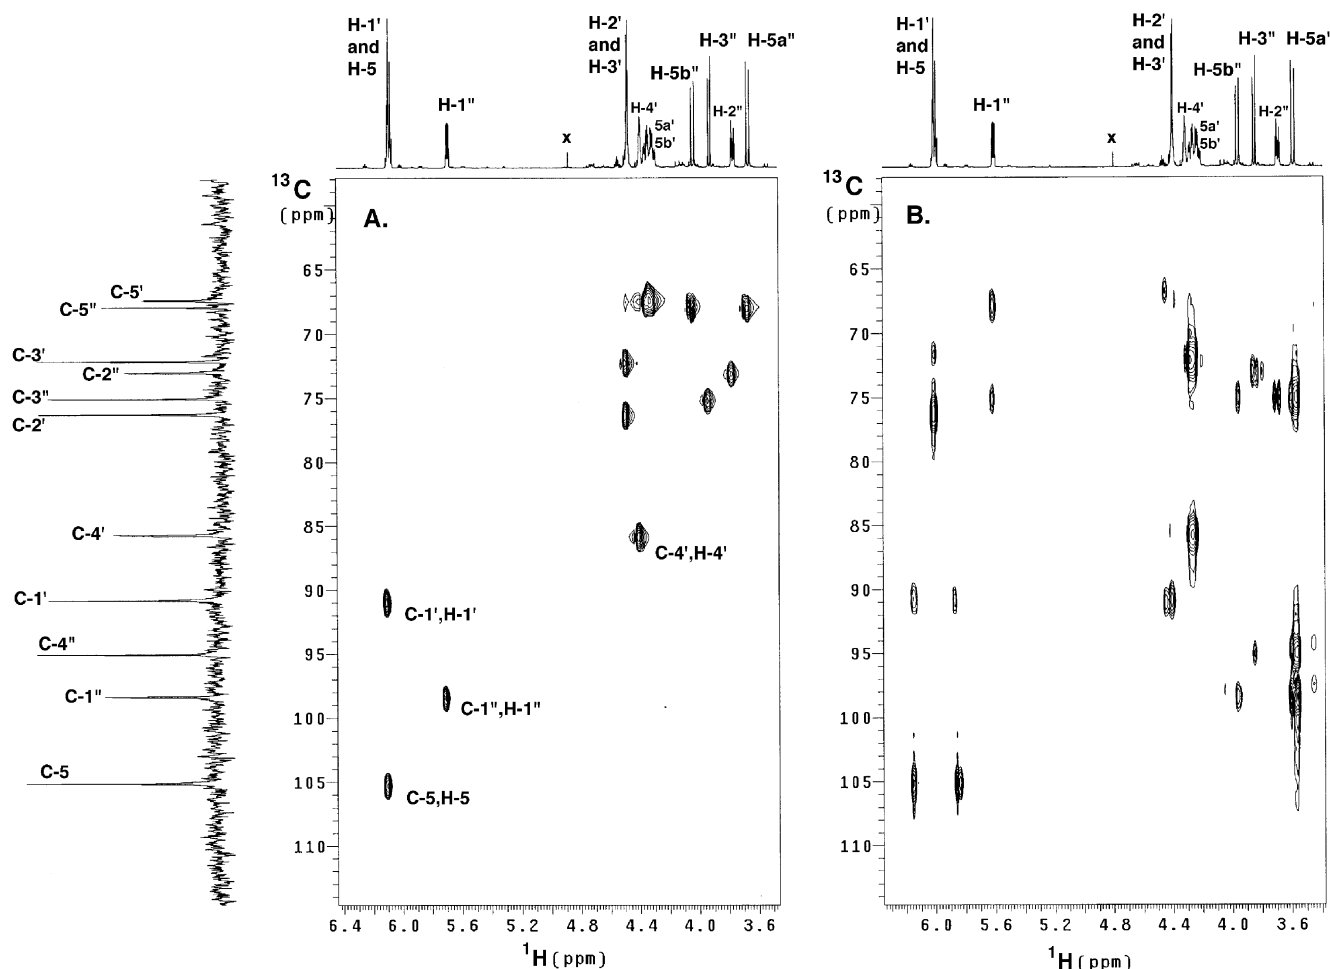 H-1' H-2' H-1' H-2'
and and H-3" H-5a" and and H-3" H-5a'
H-5 H-3' H-5b" H-5 H-3' H-5b"
H-1" H-4' H-2" H-1" H-4' H-2"
5a' 5a'
x 5b' x 5b'
13C 13C
(ppm) A. (ppm) B.
65 65
C-5'
C-5"
70 70
C-3'
C-2"
C-3" 75 75
C-2'
80 80
C-4' 85 85
C-4',H-4'
C-1' 90 90
C-1',H-1'
C-4" 95 95
C-1" C-1",H-1"
100 100
C-5 105 105
C-5,H-5
110 110
6.4 6.0 5.6 5.2 4.8 4.4 4.0 3.6 6.0 5.6 5.2 4.8 4.4 4.0 3.6
1H (ppm) 1H (ppm)